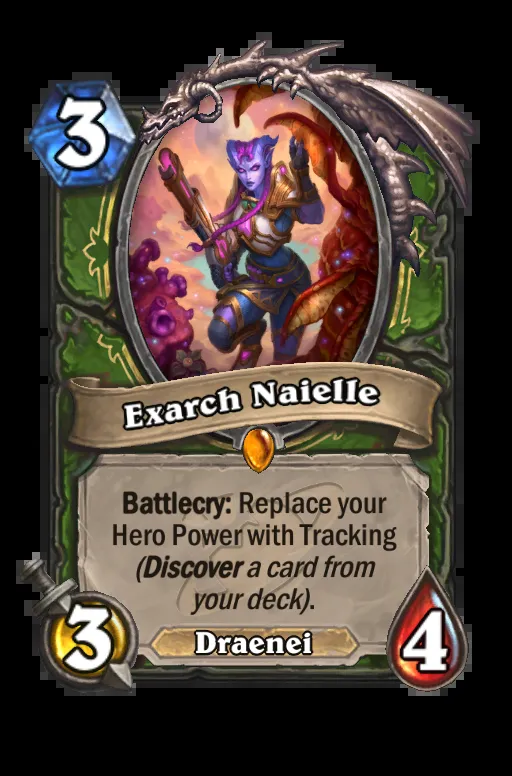 3
Exarch Naielle
Battlecry: Replace your
Hero Power with Tracking
(Discover a card from
your deck).
3
Draenei
4